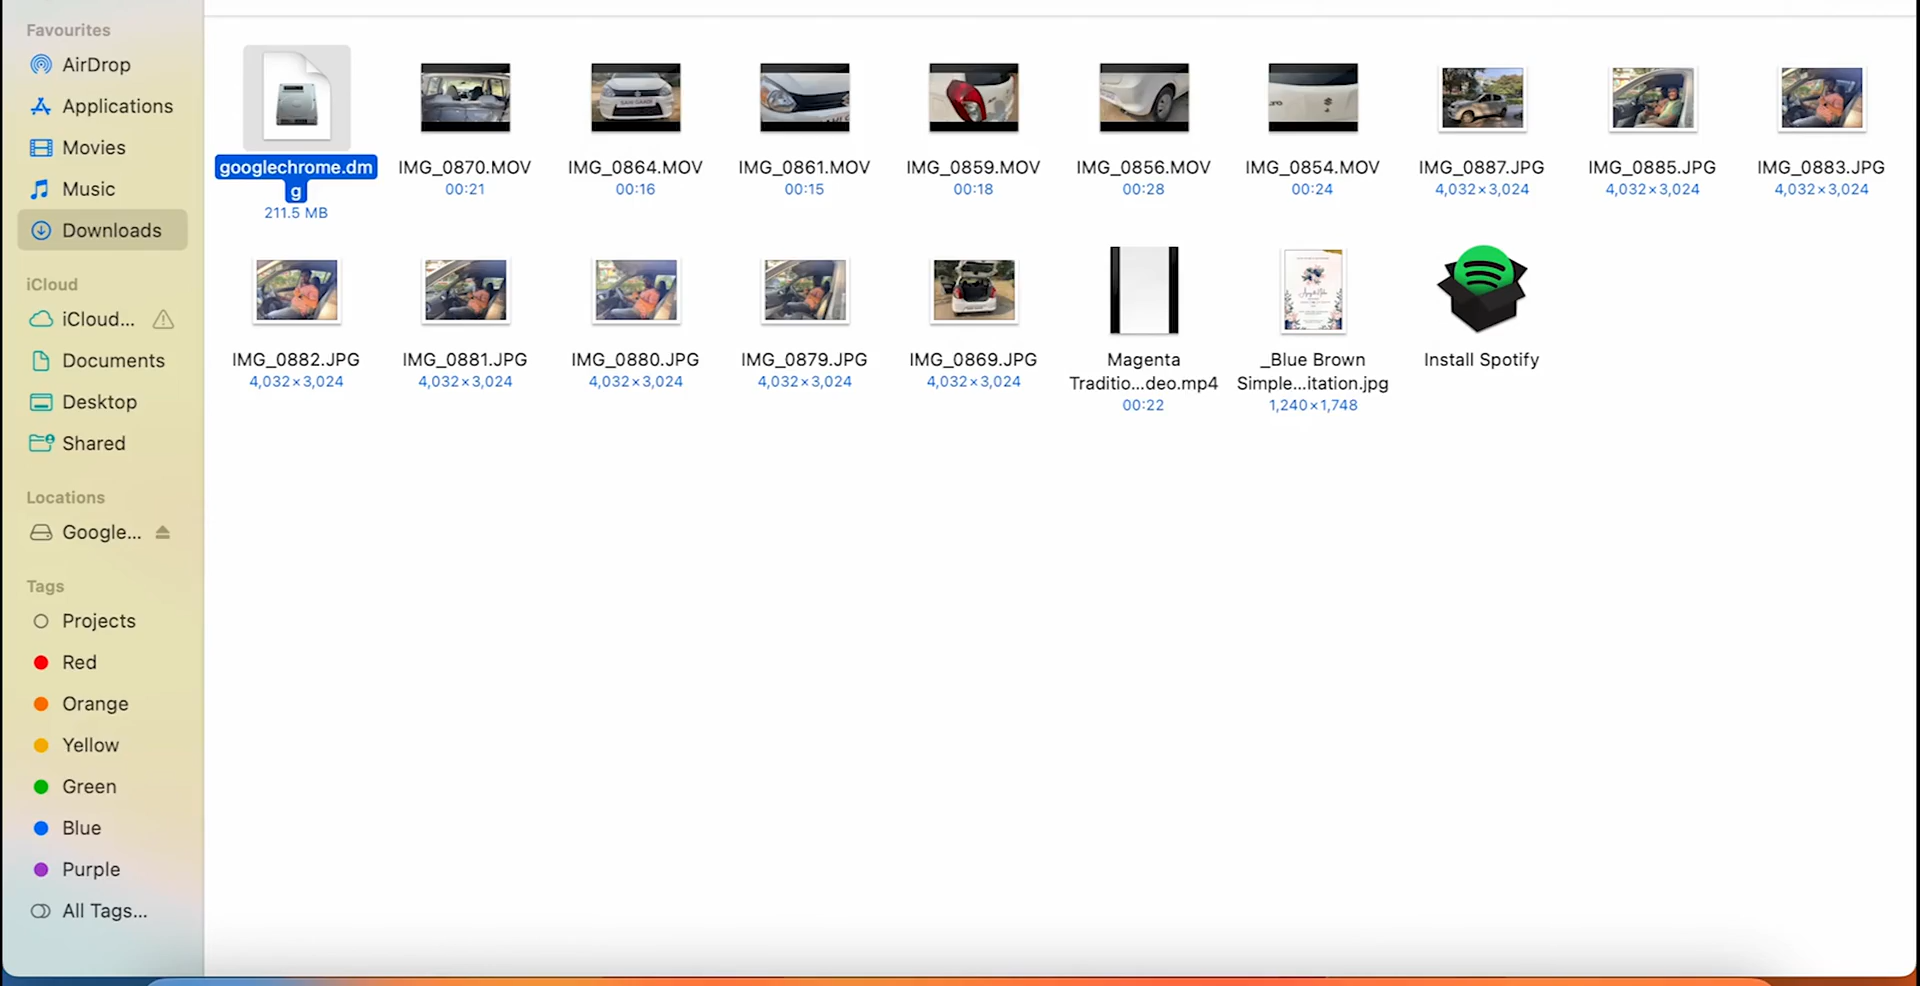 Favourites
AirDrop
Applications
Movies
Music
Downloads
iCloud
iCloud...
Documents
Desktop
Shared
Locations
Google...
Tags
Projects
Red
Orange
Yellow
Green
Blue
Purple
All Tags...
googlechrome.dm
g
211.5 MB
IMG_0870.MOV
00:21
IMG_0864.MOV
00:16
IMG_0861.MOV
00:15
IMG_0859.MOV
00:18
IMG_0856.MOV
00:28
IMG_0854.MOV
00:24
IMG_0887.JPG
4,032×3,024
IMG_0885.JPG
4,032×3,024
IMG_0883.JPG
4,032×3,024
IMG_0882.JPG
4,032×3,024
IMG_0881.JPG
4,032×3,024
IMG_0880.JPG
4,032×3,024
IMG_0879.JPG
4,032×3,024
IMG_0869.JPG
4,032×3,024
Magenta
Traditio...deo.mp4
00:22
_Blue Brown
Simple...itation.jpg
1,240×1,748
Install Spotify